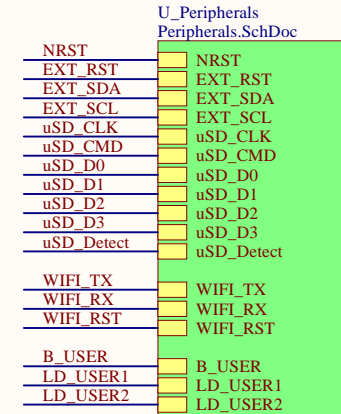 U_Peripherals
Peripherals.SchDoc
NRST NRST
EXT_RST EXT_RST
EXT_SDA EXT_SDA
EXT_SCL EXT_SCL
uSD_CLK uSD_CLK
uSD_CMD uSD_CMD
uSD_D0 uSD_D0
uSD_D1 uSD_D1
uSD_D2 uSD_D2
uSD_D3 uSD_D3
uSD_Detect uSD_Detect
WIFI_TX WIFI_TX
WIFI_RX WIFI_RX
WIFI_RST WIFI_RST
B_USER B_USER
LD_USER1 LD_USER1
LD_USER2 LD_USER2